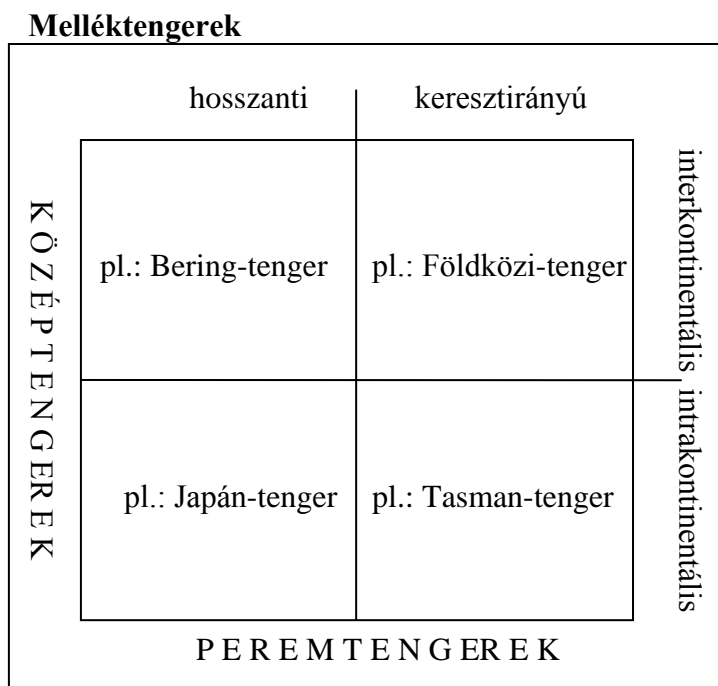 Melléktengerek
hosszanti
keresztirányú
KÖZÉPTENGEREK
pl.: Bering-tenger
pl.: Földközi-tenger
interkontinentális
pl.: Japán-tenger
pl.: Tasman-tenger
intrakontinentális
PEREMTENGEREK